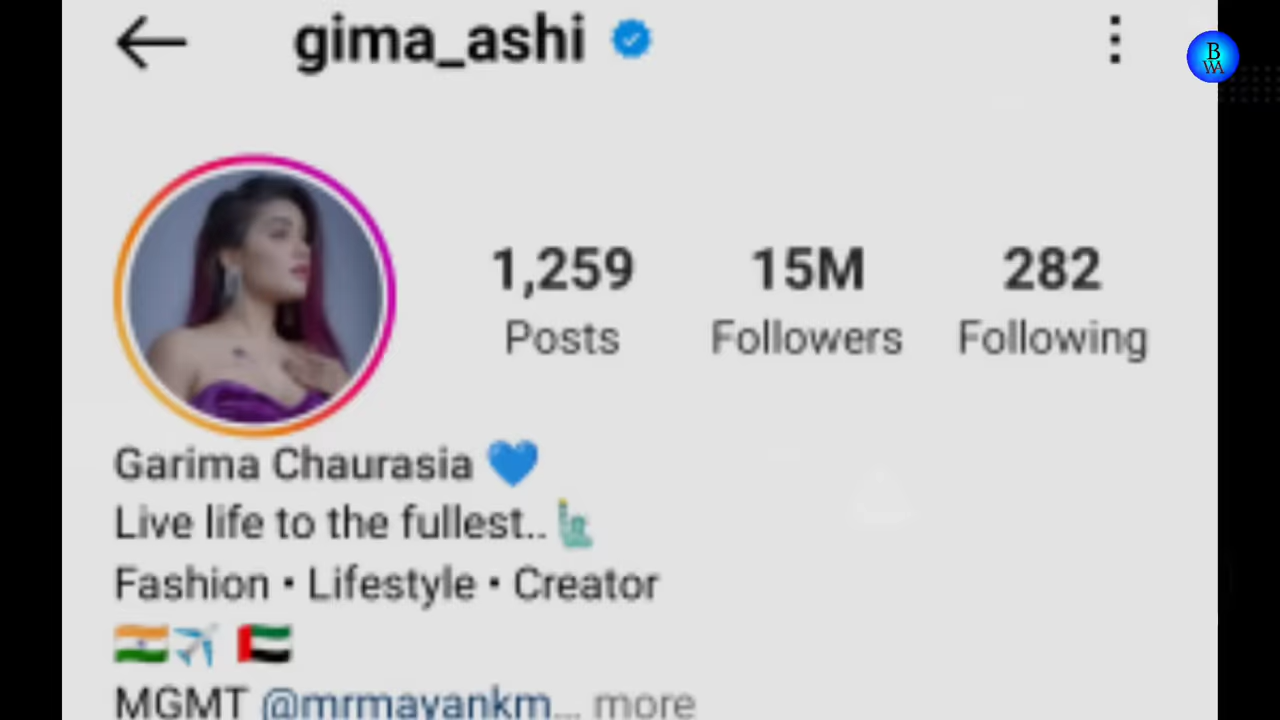 gima_ashi
B
WA
1,259 15M 282
Posts Followers Following
Garima Chaurasia 💙
Live life to the fullest..🗽
Fashion • Lifestyle • Creator
🇮🇳✈️ 🇦🇪
MGMT @mrmayankm... more